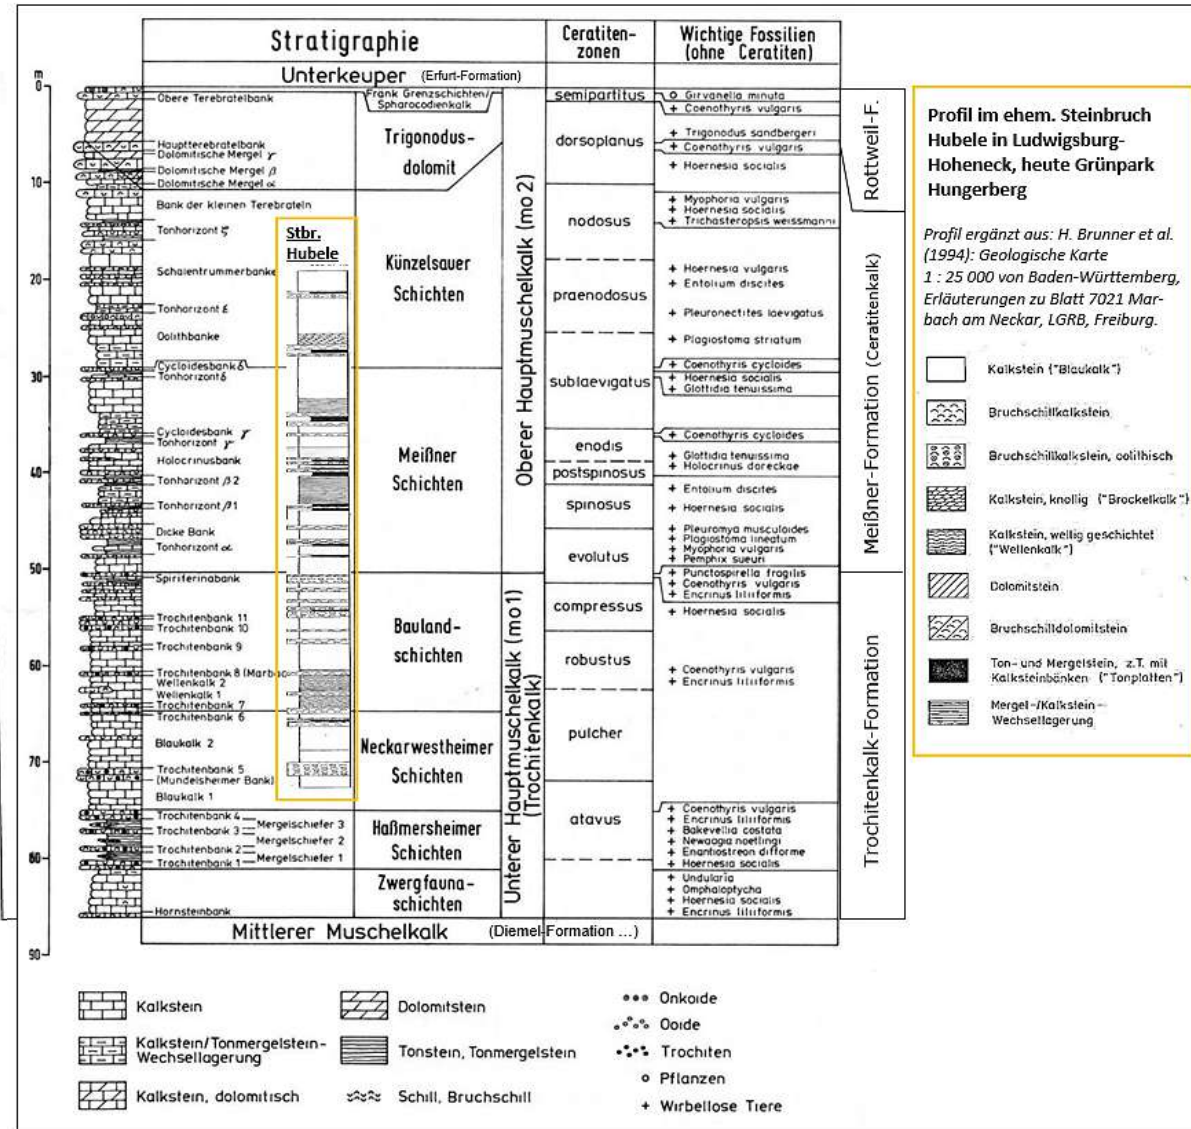 Stratigraphie
Ceratiten-
zonen
Wichtige Fossilien
(ohne Ceratiten)
Unterkeuper (Erfurt-Formation)
m
0
10
20
30
40
50
60
70
60
90
Obere Terebratelbank
Haupterebratelbank
Dolomitische Mergel γ
Dolomitische Mergel β
Dolomitische Mergel α
Bank der kleinen Terebrateln
Tonhorizont ζ
Schalentrummerbanke
Tonhorizont ε
Oolithbanke
Cycloidesbank δ
Tonhorizont δ
Cycloidesbank γ
Tonhorizont γ
Holocrinusbank
Tonhorizont β 2
Tonhorizont β1
Dicke Bank
Tonhorizont α
Spiriferinabank
Trochitenbank 11
Trochitenbank 10
Trochitenbank 9
Trochitenbank 8 (Marbac
Wellenkalk 2
Wellenkalk 1
Trochitenbank 7
Trochitenbank 6
Blaukalk 2
Trochitenbank 5
(Mundelsheimer Bank)
Blaukalk 1
Trochitenbank 4
Mergelschiefer 3
Trochitenbank 3
Mergelschiefer 2
Trochitenbank 2
Mergelschiefer 1
Trochitenbank 1
Hornsteinbank
Stbr.
Hubele
Frank Grenzschichten/
Spharocodienkalk
Trigonodus-
dolomit
Künzelsauer
Schichten
Meißner
Schichten
Bauland-
schichten
Neckarwestheimer
Schichten
Haßmersheimer
Schichten
Zwergfauna-
schichten
Oberer Hauptmuschelkalk (mo2)
Unterer Hauptmuschelkalk (mo1)
(Trochitenkalk)
semipartitus
dorsoplanus
nodosus
praenodosus
sublaevigatus
enodis
postspinosus
spinosus
evolutus
compressus
robustus
pulcher
atavus
Girvanella minuta
+ Coenothyris vulgaris
+ Trigonodus sandbergeri
+ Coenothyris vulgaris
+ Hoernesia socialis
+ Myophoria vulgaris
+ Hoernesia socialis
+ Trichasteropsis weissmanni
+ Hoernesia vulgaris
+ Entolium discites
+ Pleuronectites laevigatus
+ Plagiostoma striatum
+ Coenothyris cycloides
+ Hoernesia socialis
+ Glottidia tenuissima
+ Coenothyris cycloides
+ Glottidia tenuissima
+ Holocrinus doreckae
+ Entolium discites
+ Hoernesia socialis
+ Pleuromya musculoides
+ Plagiostoma lineatum
+ Myophoria vulgaris
+ Pemphix sueuri
+ Punctospirella fragilis
+ Coenothyris vulgaris
+ Encrinus liliiformis
+ Hoernesia socialis
+ Coenothyris vulgaris
+ Encrinus liliiformis
+ Coenothyris vulgaris
+ Encrinus liliiformis
+ Bakevellia costata
+ Newaagia noetlingi
+ Enantiostreon difforme
+ Hoernesia socialis
+ Undularia
+ Omphaloptycha
+ Hoernesia socialis
+ Encrinus liliiformis
Mittlerer Muschelkalk (Diemel-Formation ...)
Rottweil-F.
Meißner-Formation (Ceratitenkalk)
Trochitenkalk-Formation
Profil im ehem. Steinbruch
Hubele in Ludwigsburg-
Hoheneck, heute Grünpark
Hungerberg
Profil ergänzt aus: H. Brunner et al.
(1994): Geologische Karte
1 : 25 000 von Baden-Württemberg,
Erläuterungen zu Blatt 7021 Mar-
bach am Neckar, LGRB, Freiburg.
Kalkstein ("Blaukalk")
Bruchschillkalkstein
Bruchschillkalkstein, oolithisch
Kalkstein, knollig ("Brockelkalk")
Kalkstein, wellig geschichtet
("Wellenkalk")
Dolomitstein
Bruchschilldolomitstein
Ton- und Mergelstein, z.T. mit
Kalksteinbänken ("Tonplatten")
Mergel-/Kalkstein-
Wechsellagerung
Kalkstein
Kalkstein/Tonmergelstein-
Wechsellagerung
Kalkstein, dolomitisch
Dolomitstein
Tonstein, Tonmergelstein
Schill, Bruchschill
Onkoide
Ooide
Trochiten
Pflanzen
+ Wirbellose Tiere